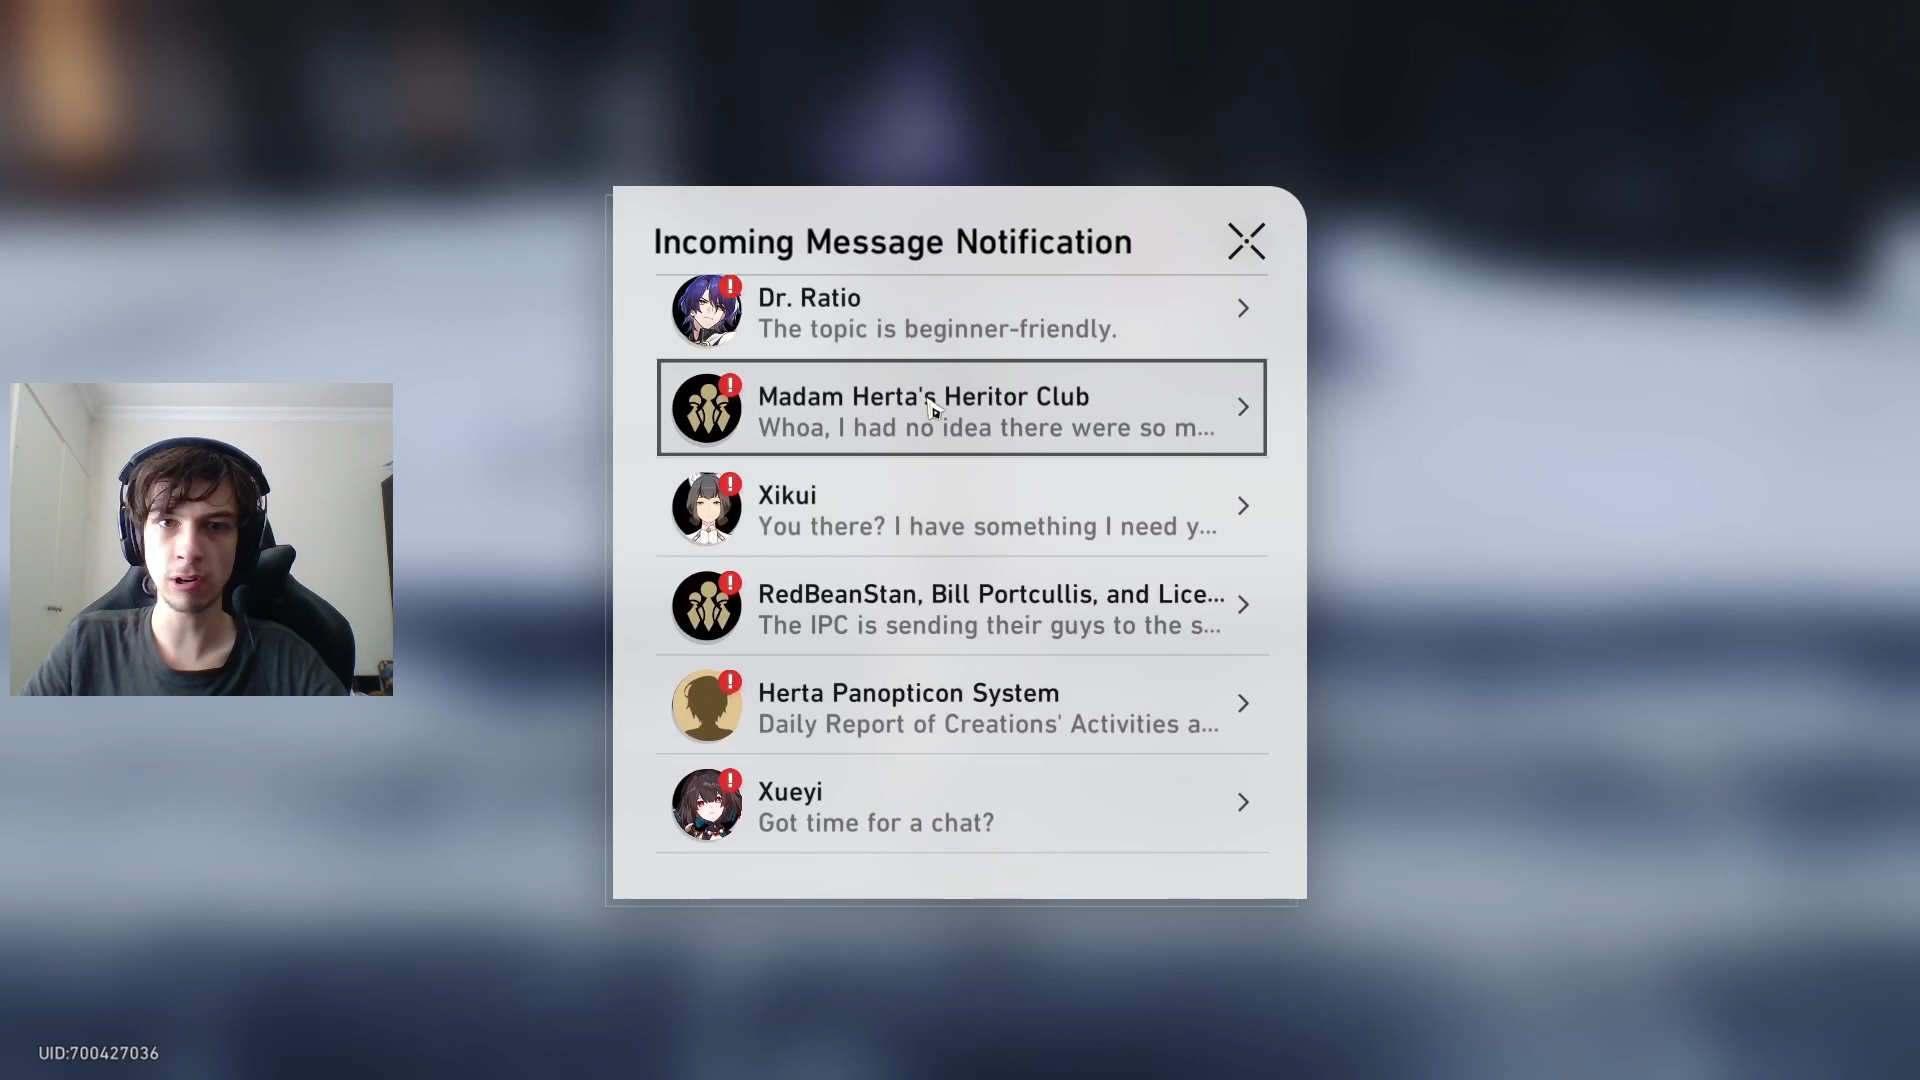 Incoming Message Notification
Dr. Ratio
The topic is beginner-friendly.
Madam Herta's Heritor Club
Whoa, I had no idea there were so m...
Xikui
You there? I have something I need y...
RedBeanStan, Bill Portcullis, and Lice...
The IPC is sending their guys to the s...
Herta Panopticon System
Daily Report of Creations' Activities a...
Xueyi
Got time for a chat?
UID:700427036